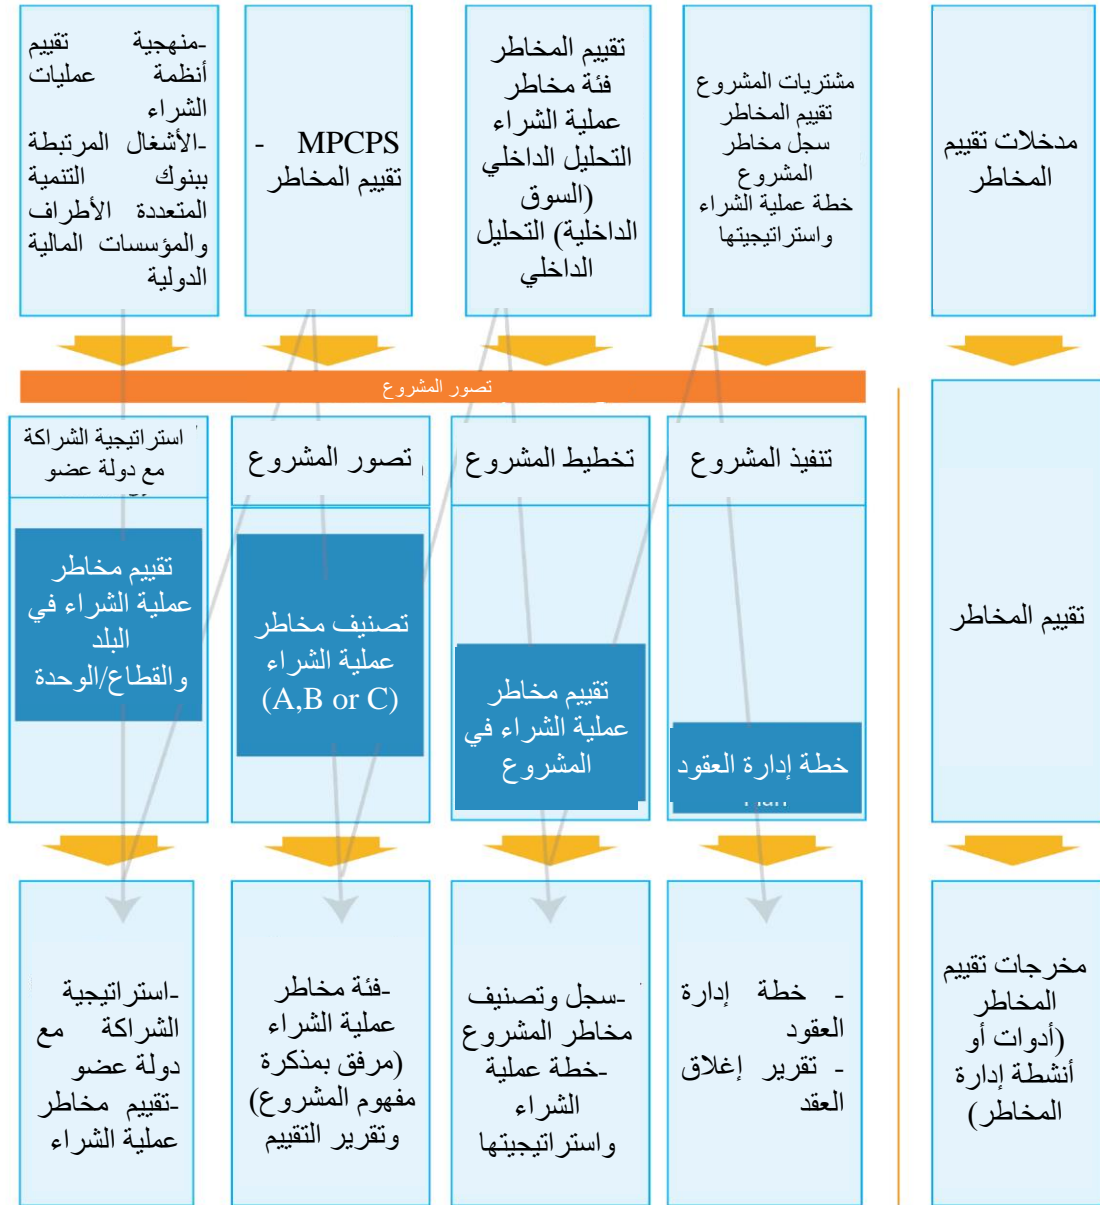 مدخلات تقييم
المخاطر
مشتريات المشروع
تقييم المخاطر
سجل مخاطر
المشروع
خطة عملية الشراء
واستراتيجيتها
تقييم المخاطر
فئة مخاطر
عملية الشراء
التحليل الداخلي
(السوق
الداخلية) التحليل
الداخلي
MPCPS -
تقييم المخاطر
-منهجية تقييم
أنظمة عمليات
الشراء
-الأشغال المرتبطة
ببنوك التنمية
المتعددة الأطراف
والمؤسسات المالية
الدولية
تصور المشروع
تقييم المخاطر
تنفيذ المشروع
تخطيط المشروع
تصور المشروع
استراتيجية الشراكة
مع دولة عضو
خطة إدارة العقود
تقييم مخاطر
عملية الشراء في
المشروع
تصنيف مخاطر
عملية الشراء
(A,B or C)
تقييم مخاطر
عملية الشراء في
البلد
والقطاع/الوحدة
مخرجات تقييم
المخاطر
(أدوات أو
أنشطة إدارة
المخاطر)
- خطة إدارة
العقود
- تقرير إغلاق
العقد
-سجل وتصنيف
مخاطر المشروع
-خطة عملية
الشراء
واستراتيجيتها
-فئة مخاطر
عملية الشراء
(مرفق بمذكرة
مفهوم المشروع)
وتقرير التقييم
-استراتيجية
الشراكة مع
دولة عضو
-تقييم مخاطر
عملية الشراء